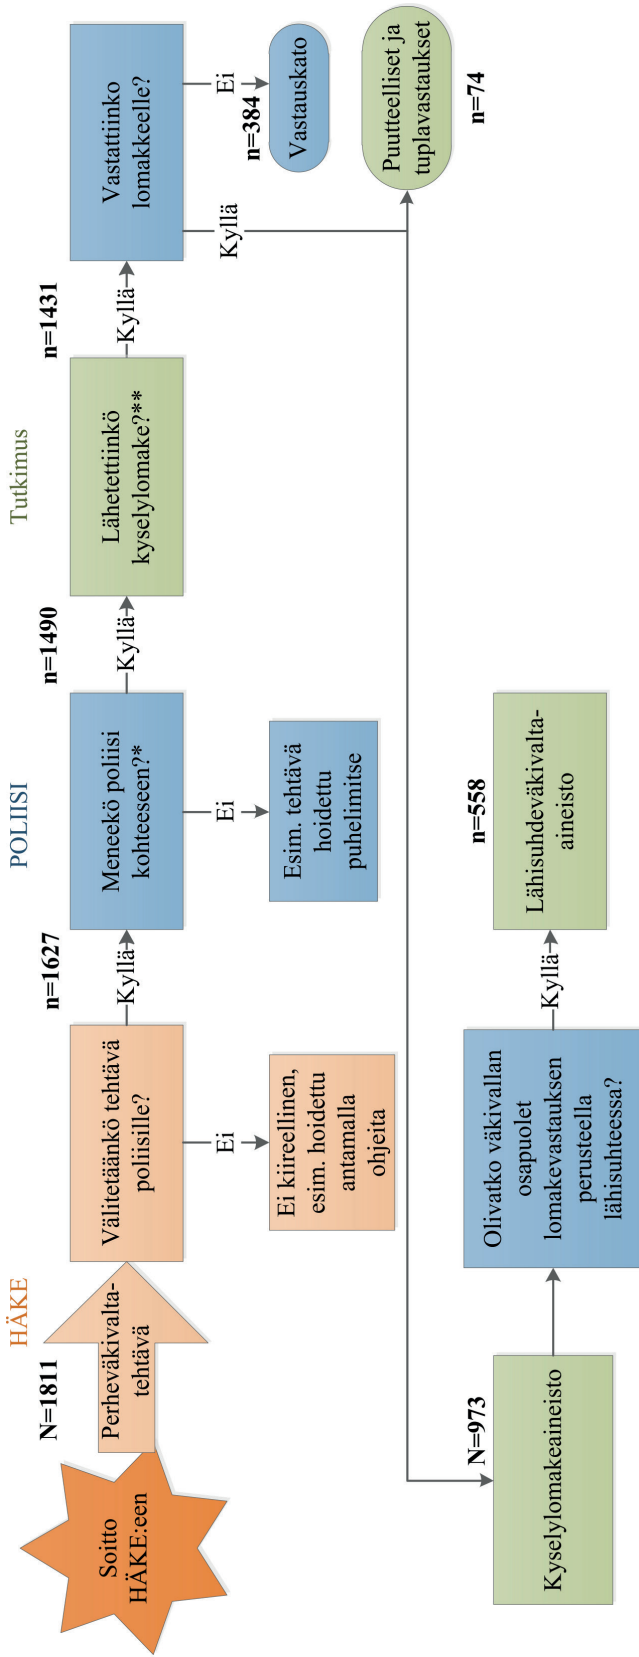 HÄKE
POLIISI
Tutkimus
Soitto
HÄKE:een
N=1811
Perheväkivalta-
tehtävä
Välitetäänkö tehtävä
poliisille?
n=1627
Kyllä
Meneekö poliisi
kohteeseen?*
n=1490
Kyllä
Lähetettiinkö
kyselylomake?**
n=1431
Kyllä
Vastattiinko
lomakkeelle?
Ei
Ei kiireellinen,
esim. hoidettu
antamalla
ohjeita
Ei
Esim. tehtävä
hoidettu
puhelimitse
Kyllä
Ei
n=384
Vastauskato
Puutteelliset ja
tuplavastaukset
n=74
N=973
Kyselylomakeaineisto
Olivatko väkivallan
osapuolet
lomakevastauksen
perusteella
lähisuhteessa?
Kyllä
n=558
Lähisuhdeväkivalta-
aineisto